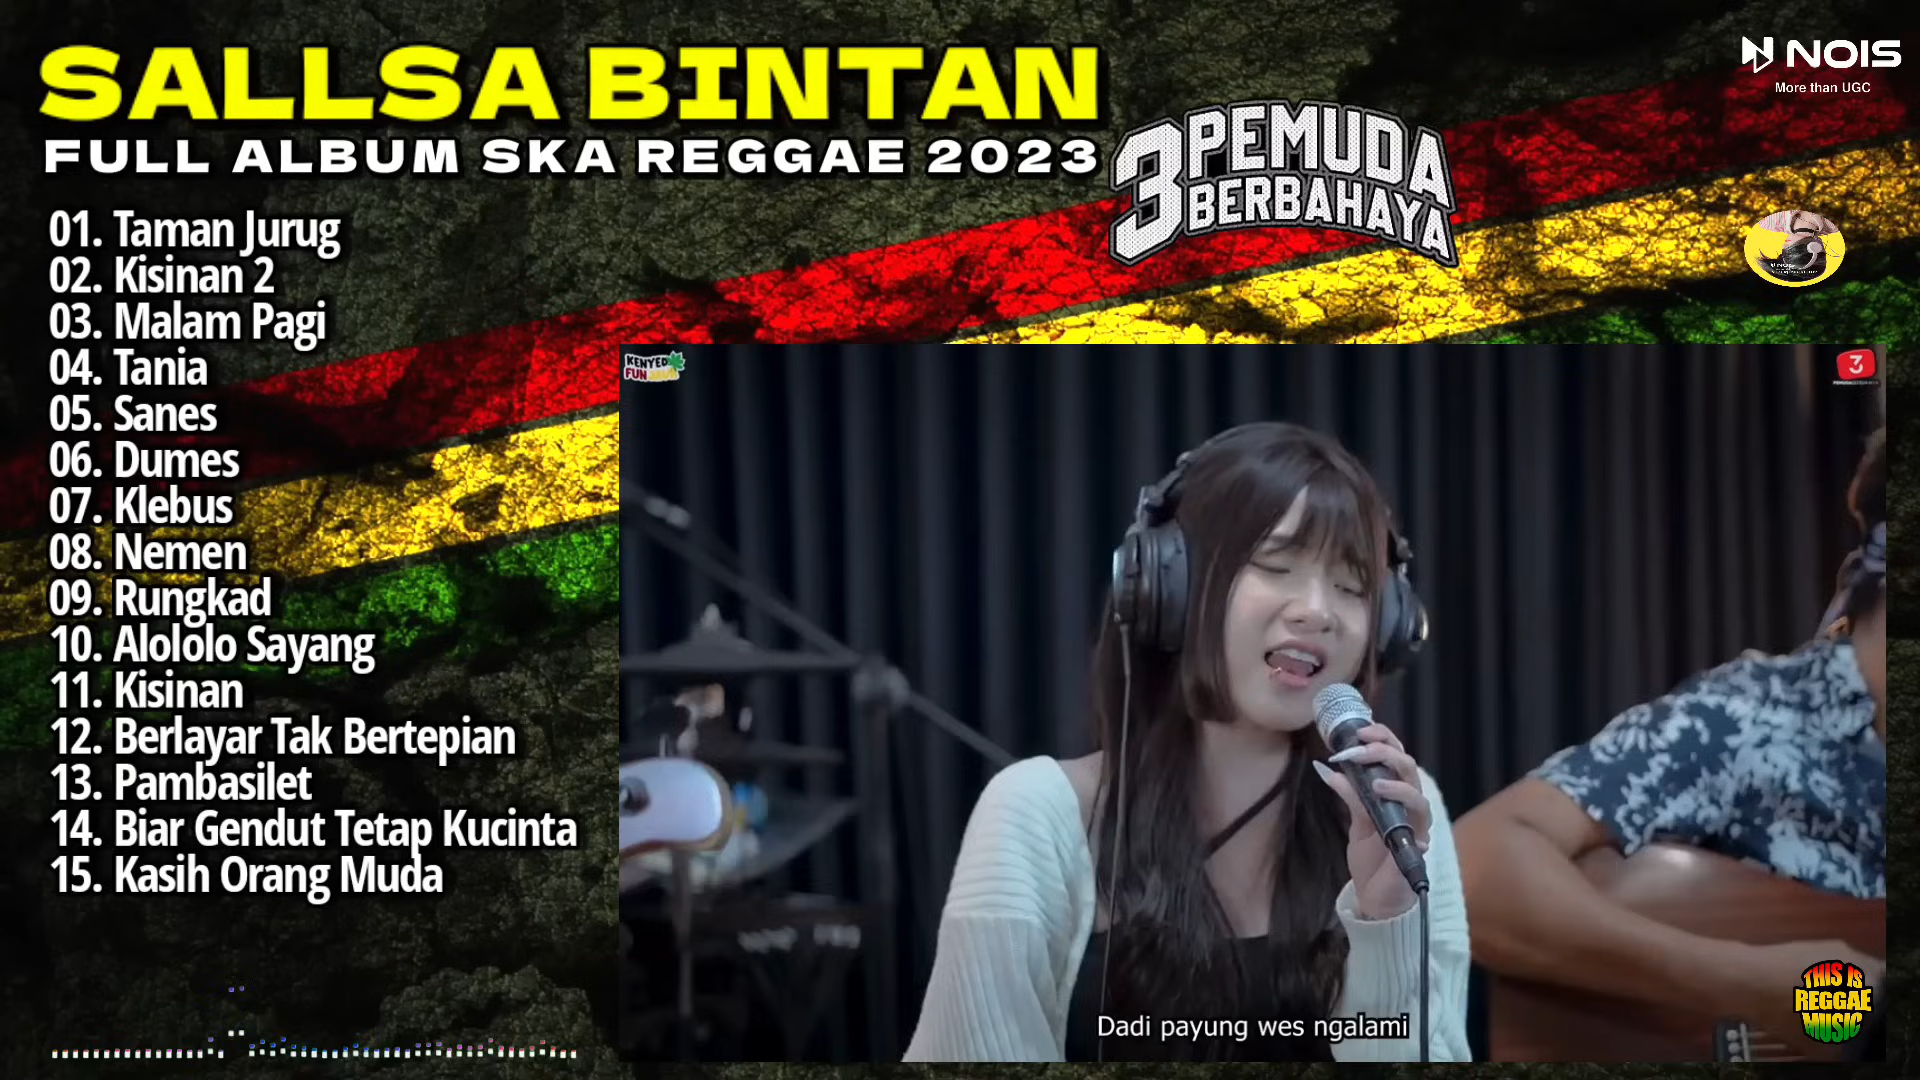 SALLSA BINTAN
FULL ALBUM SKA REGGAE 2023
3 PEMUDA
BERBAHAYA
NOIS
More than UGC
01. Taman Jurug
02. Kisinan 2
03. Malam Pagi
04. Tania
05. Sanes
06. Dumes
07. Klebus
08. Nemen
09. Rungkad
10. Alololo Sayang
11. Kisinan
12. Berlayar Tak Bertepian
13. Pambasilet
14. Biar Gendut Tetap Kucinta
15. Kasih Orang Muda
KENYED
FUN
3
Dadi payung wes ngalami
THIS IS
REGGAE
MUSIC